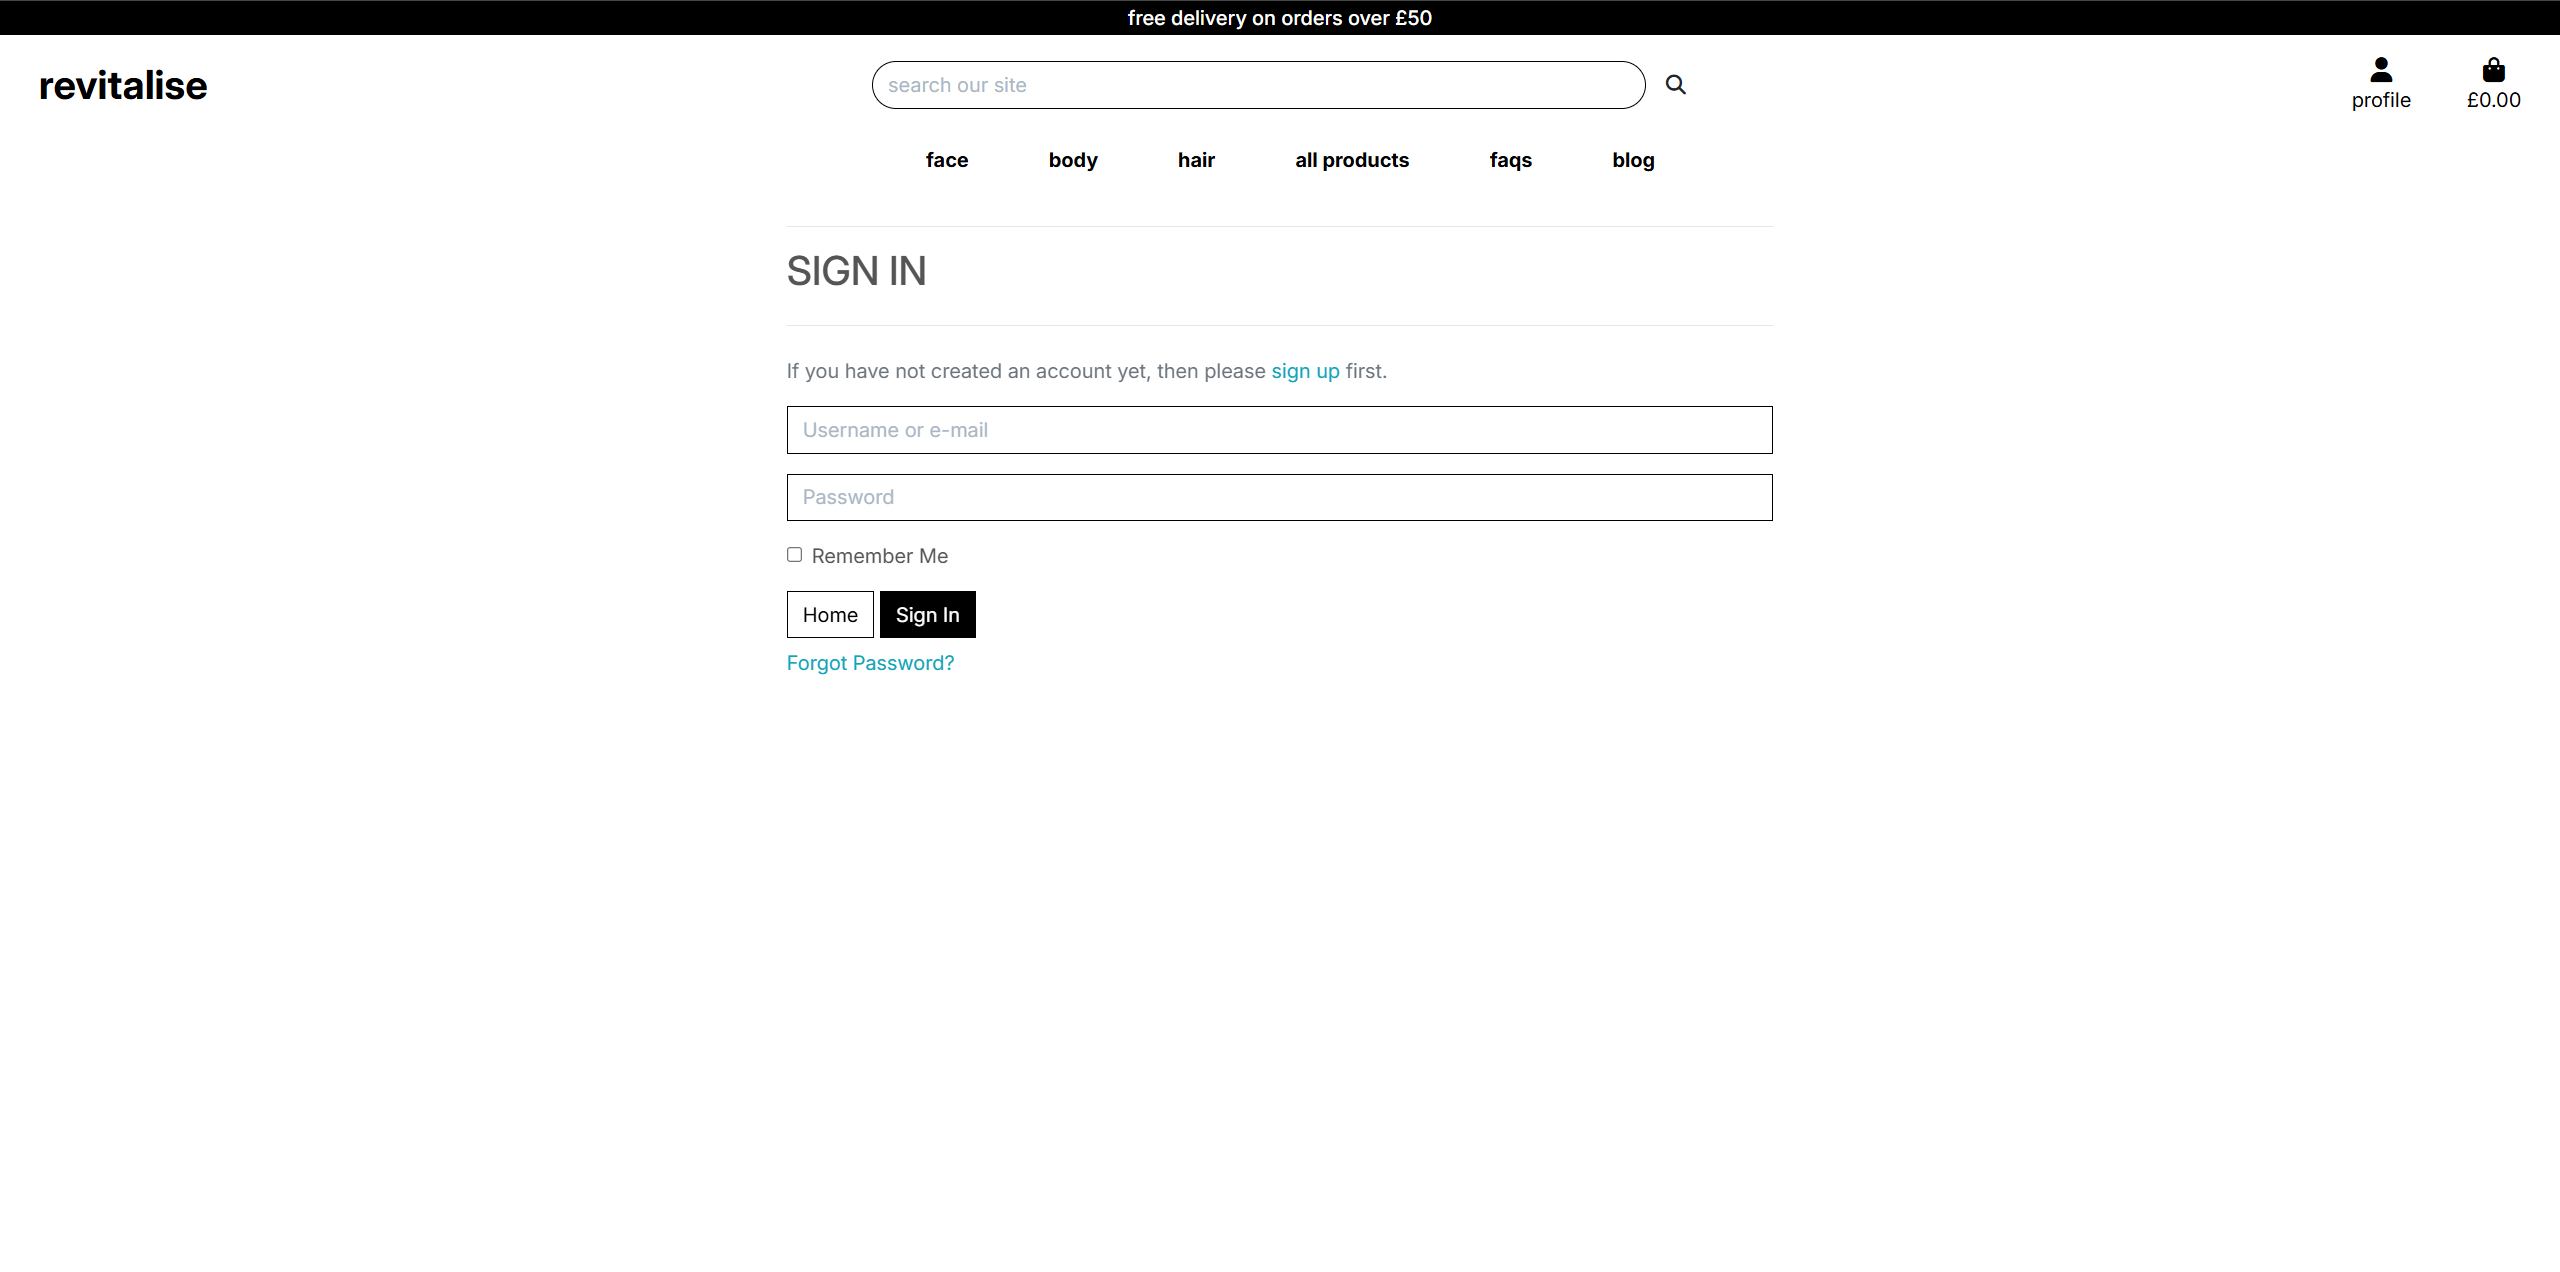 free delivery on orders over £50
revitalise
search our site
profile
£0.00
face body hair all products faqs blog
SIGN IN
If you have not created an account yet, then please sign up first.
Username or e-mail
Password
Remember Me
Home Sign In
Forgot Password?